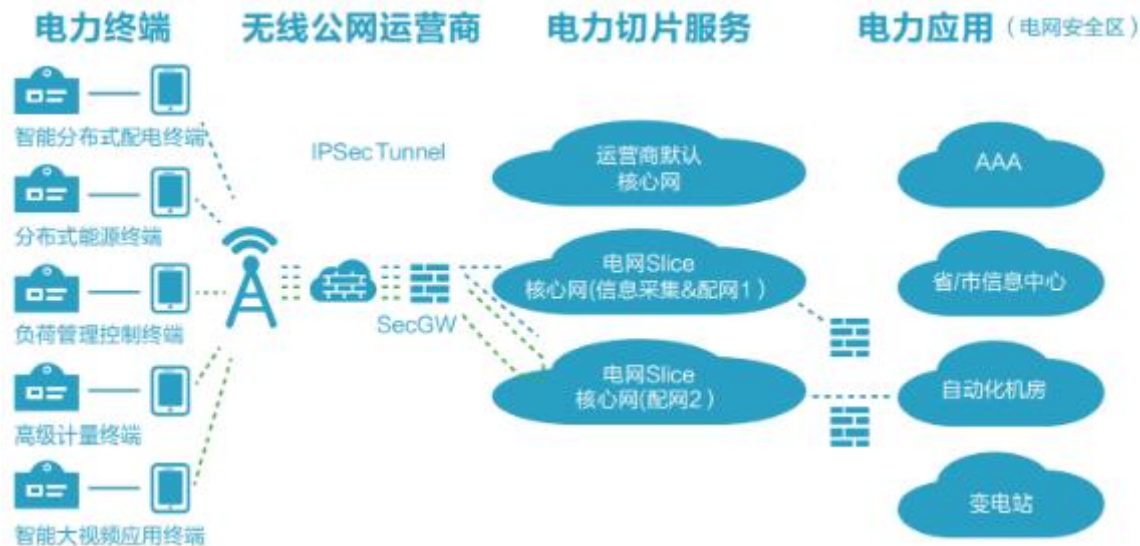 电力终端
无线公网运营商
电力切片服务
电力应用（电网安全区）
智能分布式配电终端
分布式能源终端
负荷管理控制终端
高级计量终端
智能大视频应用终端
IPSecTunnel
SecGW
运营商默认
核心网
电网Slice
核心网(信息采集&配网1）
电网Slice
核心网(配网2）
AAA
省/市信息中心
自动化机房
变电站